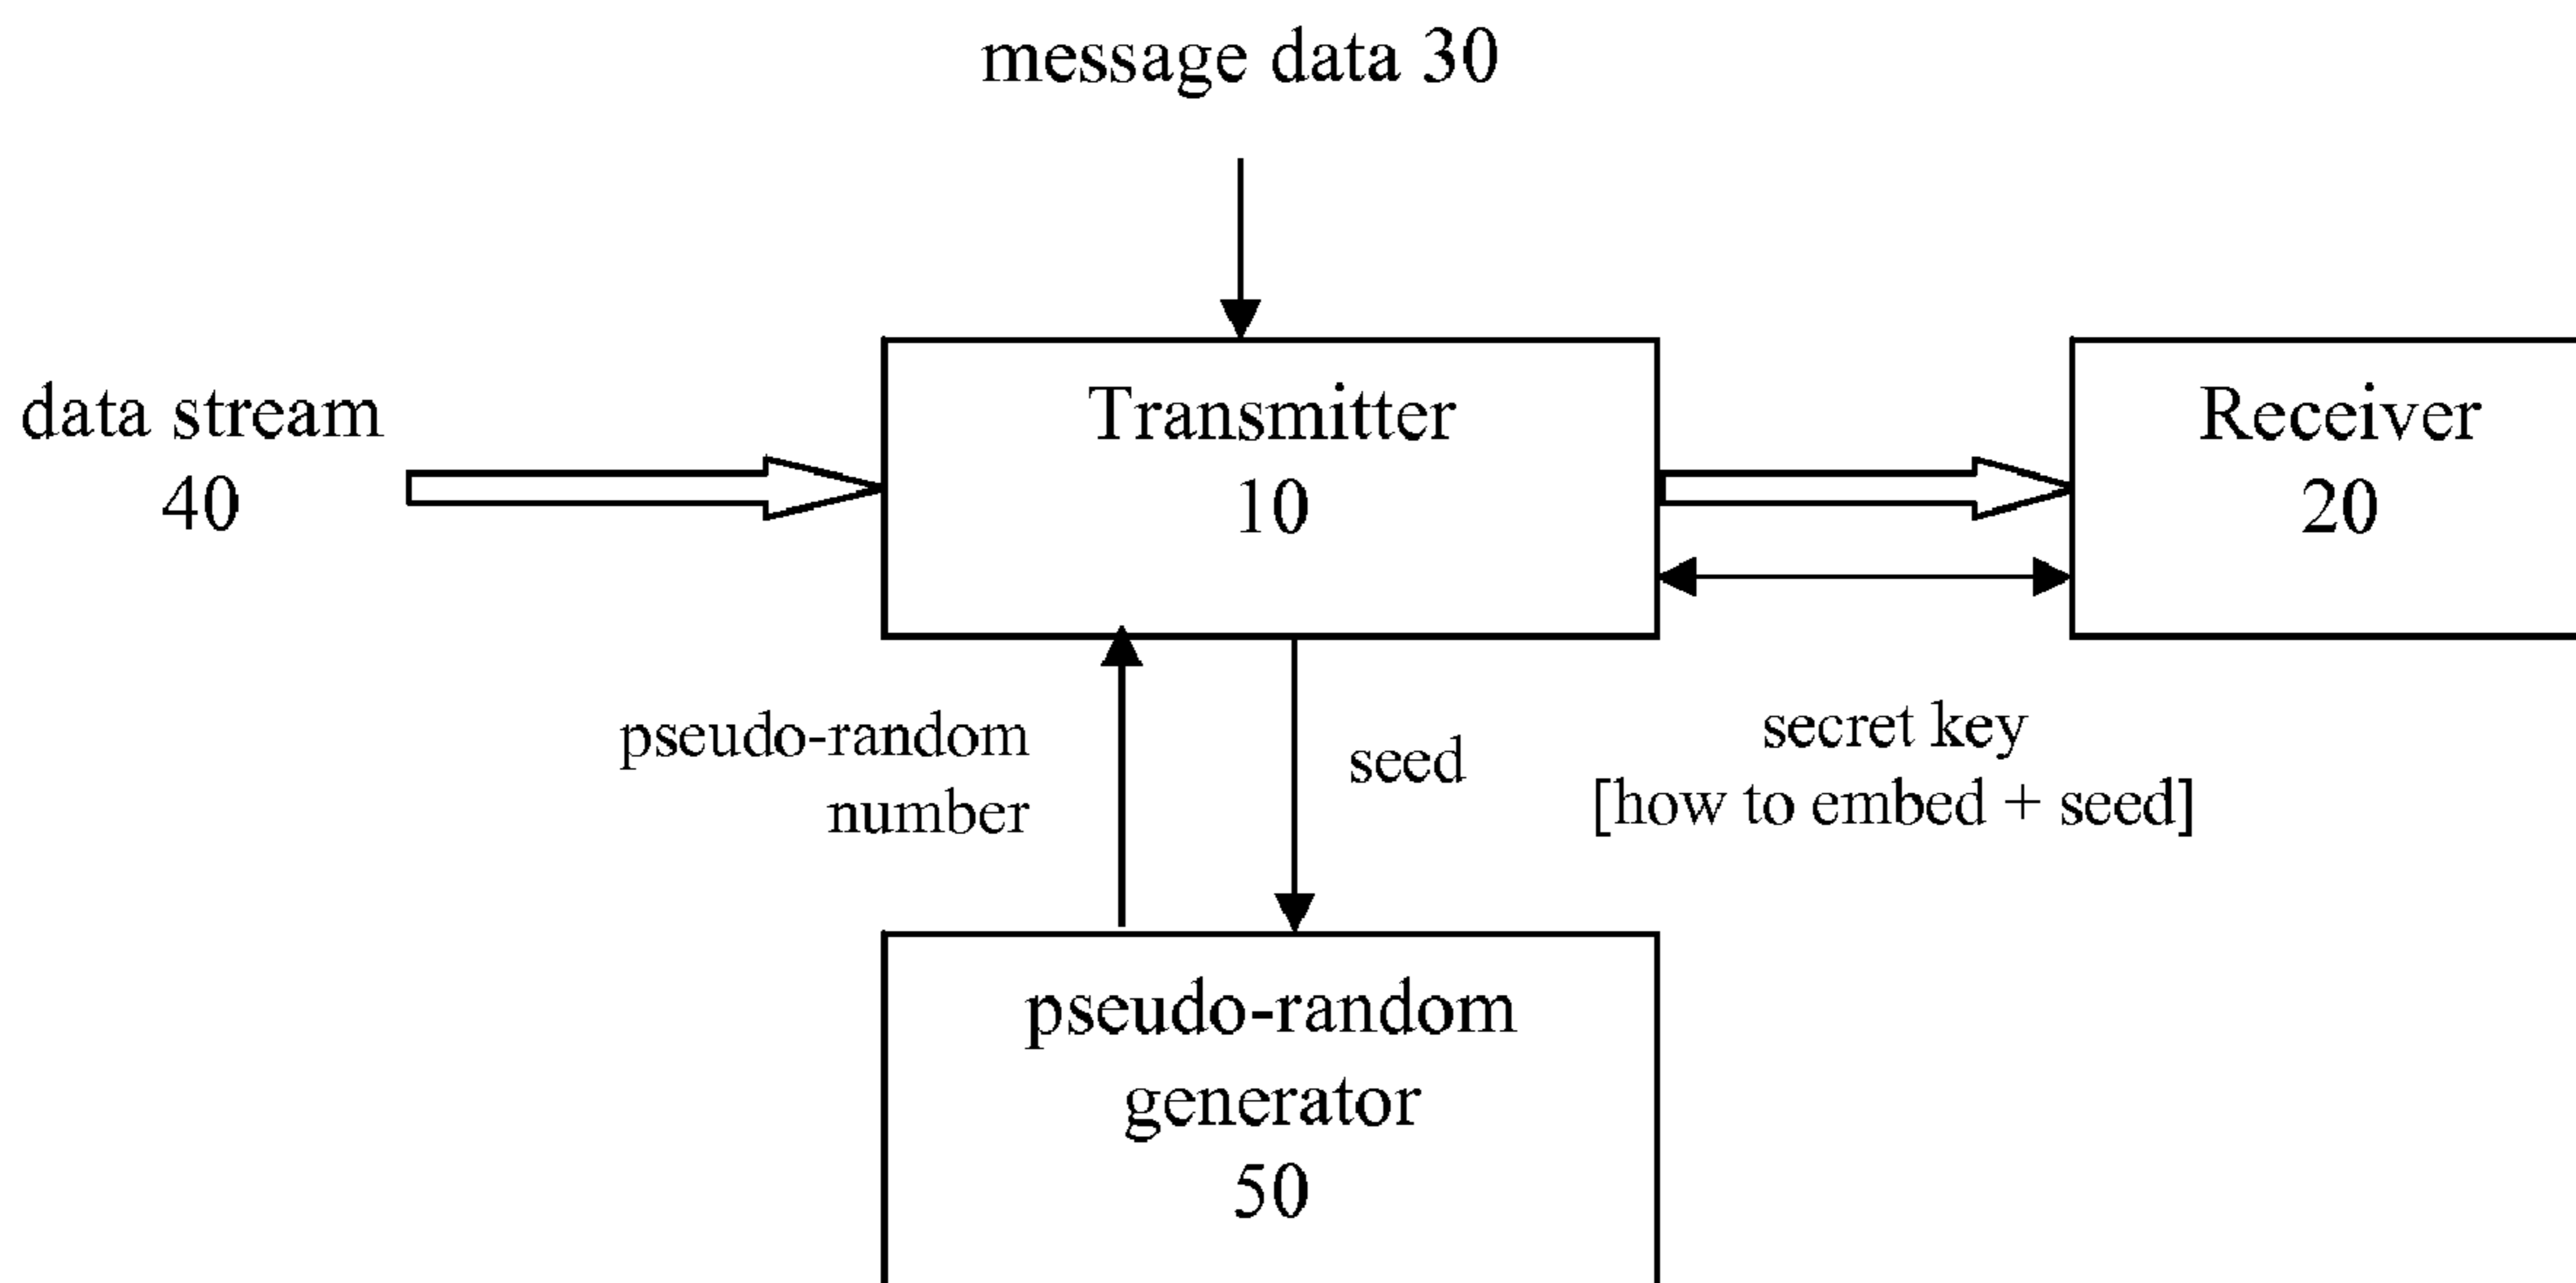 message data 30
data stream
40
Transmitter
10
Receiver
20
pseudo-random
number
seed
secret key
[how to embed + seed]
pseudo-random
generator
50